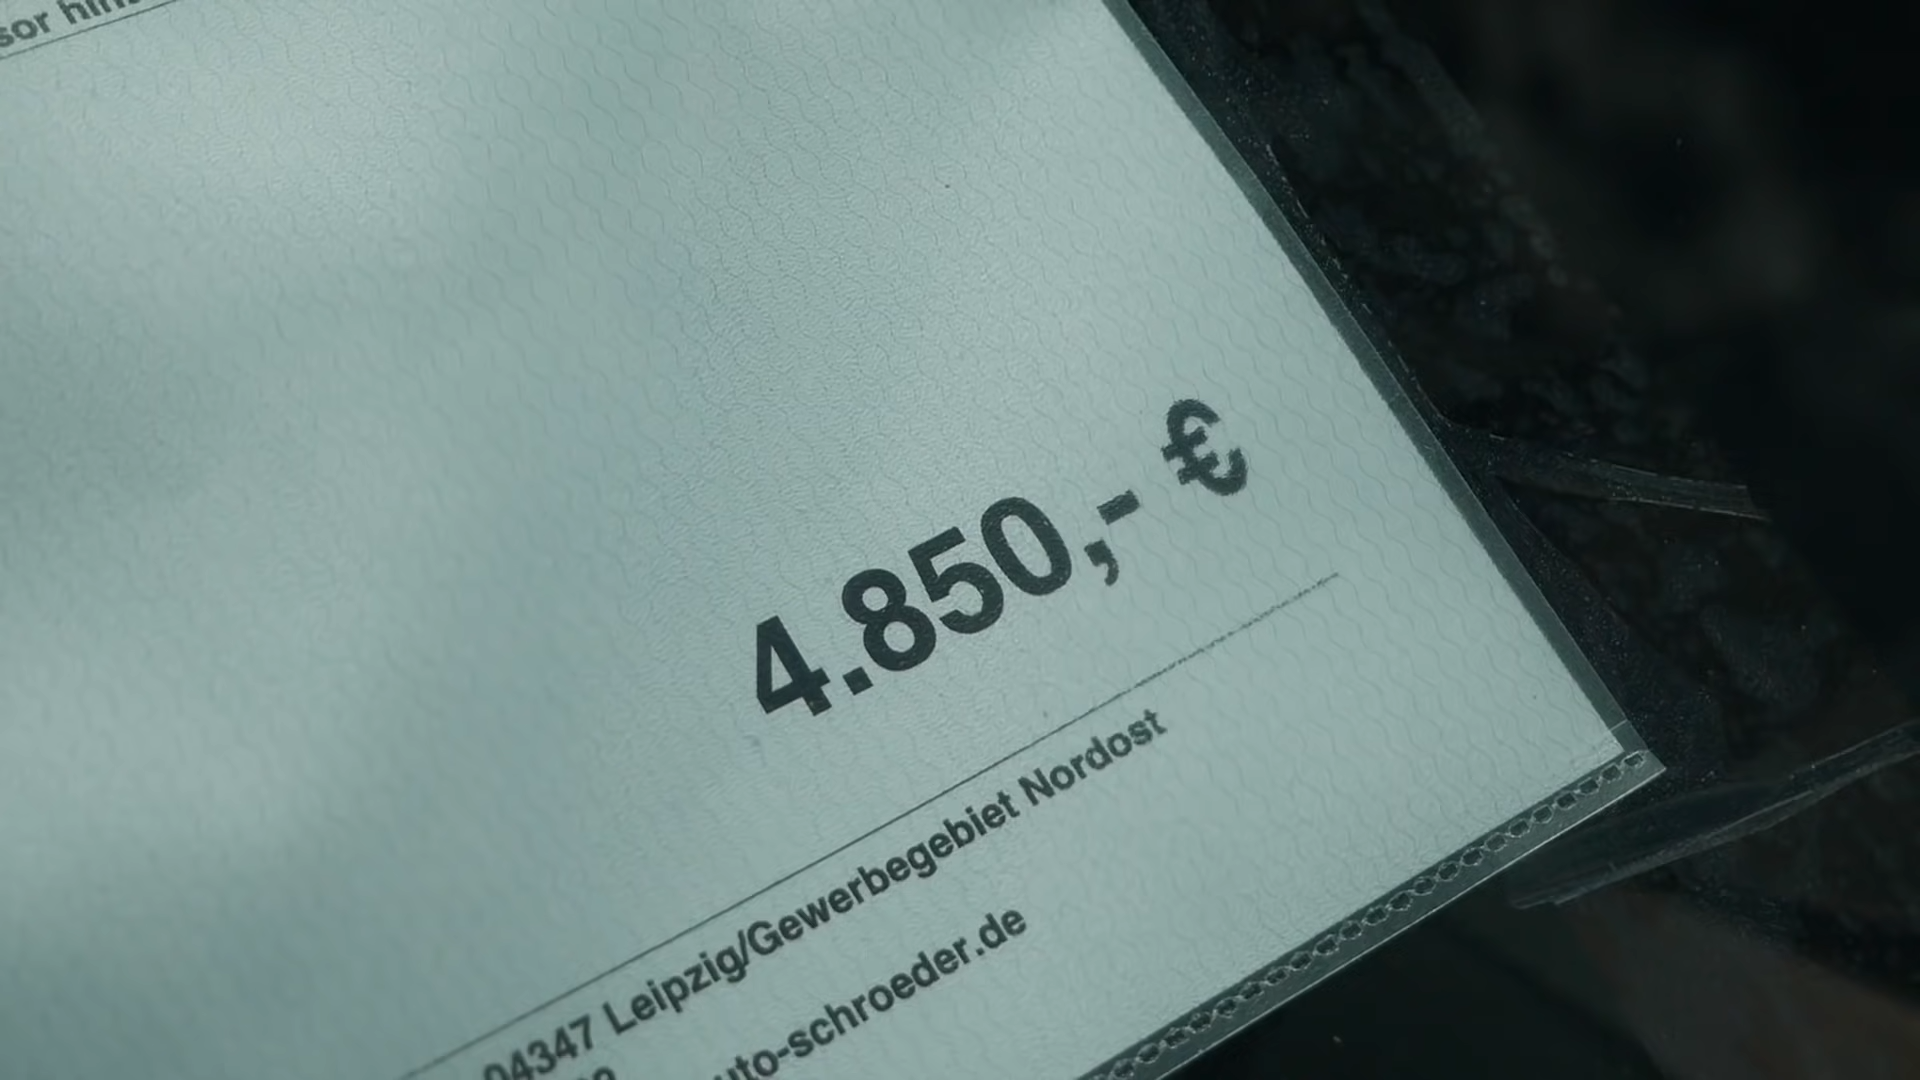 4.850,- €
04347 Leipzig/Gewerbegebiet Nordost
uto-schroeder.de